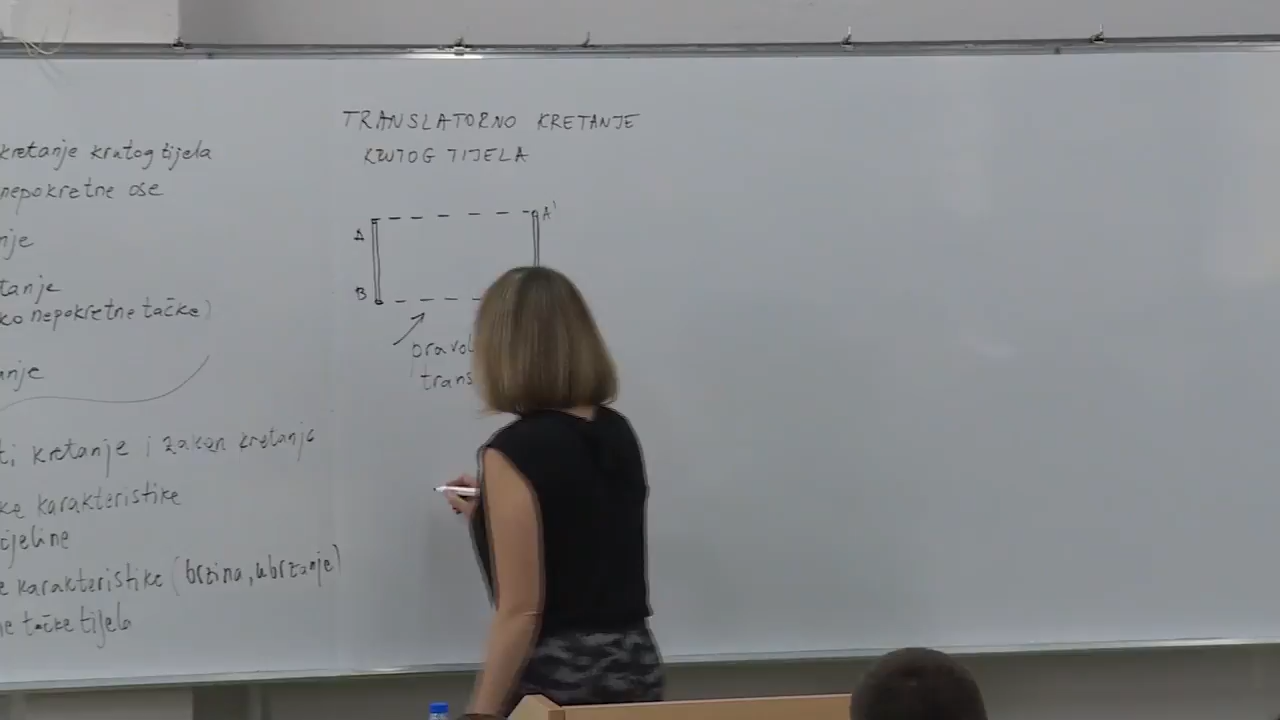 kretanje krutog tijela
nepokretne ose
nje
tanje
ko nepokretne tačke)
anje
ti kretanje i zakon kretanja
ke karakteristike
cjeline
e karakteristike (brzina, ubrzanje)
ne tačke tijela
TRANSLATORNO KRETANJE
KRUTOG TIJELA
A A'
B
pravol
trans